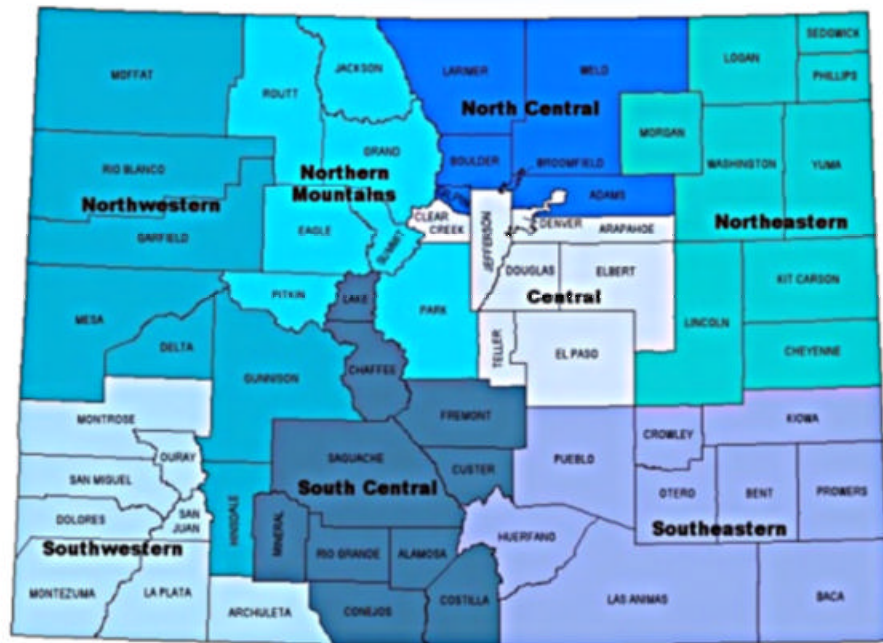 MOFFAT
ROUTT
JACKSON
LARIMER
WELD
LOGAN
SEDGWICK
PHILLIPS
North Central
MORGAN
RIO BLANCO
GRAND
BOULDER
BROOMFIELD
WASHINGTON
YUMA
Northern
Mountains
Northwestern
ADAMS
GARFIELD
EAGLE
SUMMIT
CLEAR
CREEK
JEFFERSON
DENVER
ARAPAHOE
Northeastern
DOUGLAS
ELBERT
KIT CARSON
PITKIN
LAKE
PARK
Central
LINCOLN
MESA
DELTA
GUNNISON
CHAFFEE
TELLER
EL PASO
CHEYENNE
MONTROSE
FREMONT
CROWLEY
KIOWA
OURAY
SAGUACHE
CUSTER
PUEBLO
SAN MIGUEL
South Central
OTERO
BENT
PROWERS
DOLORES
SAN
JUAN
HINSDALE
MINERAL
RIO GRANDE
ALAMOSA
HUERFANO
Southeastern
Southwestern
MONTEZUMA
LA PLATA
ARCHULETA
CONEJOS
COSTILLA
LAS ANIMAS
BACA